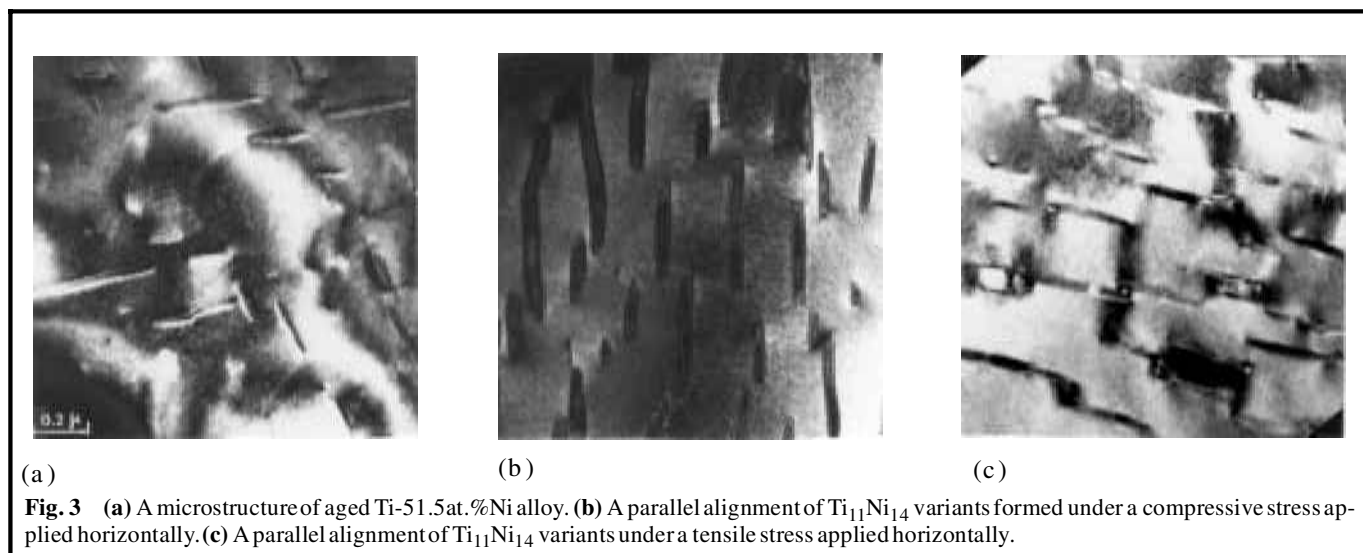 0.2 μ
(a)
(b)
(c)
Fig. 3 (a) A microstructure of aged Ti-51.5at.%Ni alloy. (b) A parallel alignment of Ti₁₁Ni₁₄ variants formed under a compressive stress ap-
plied horizontally. (c) A parallel alignment of Ti₁₁Ni₁₄ variants under a tensile stress applied horizontally.